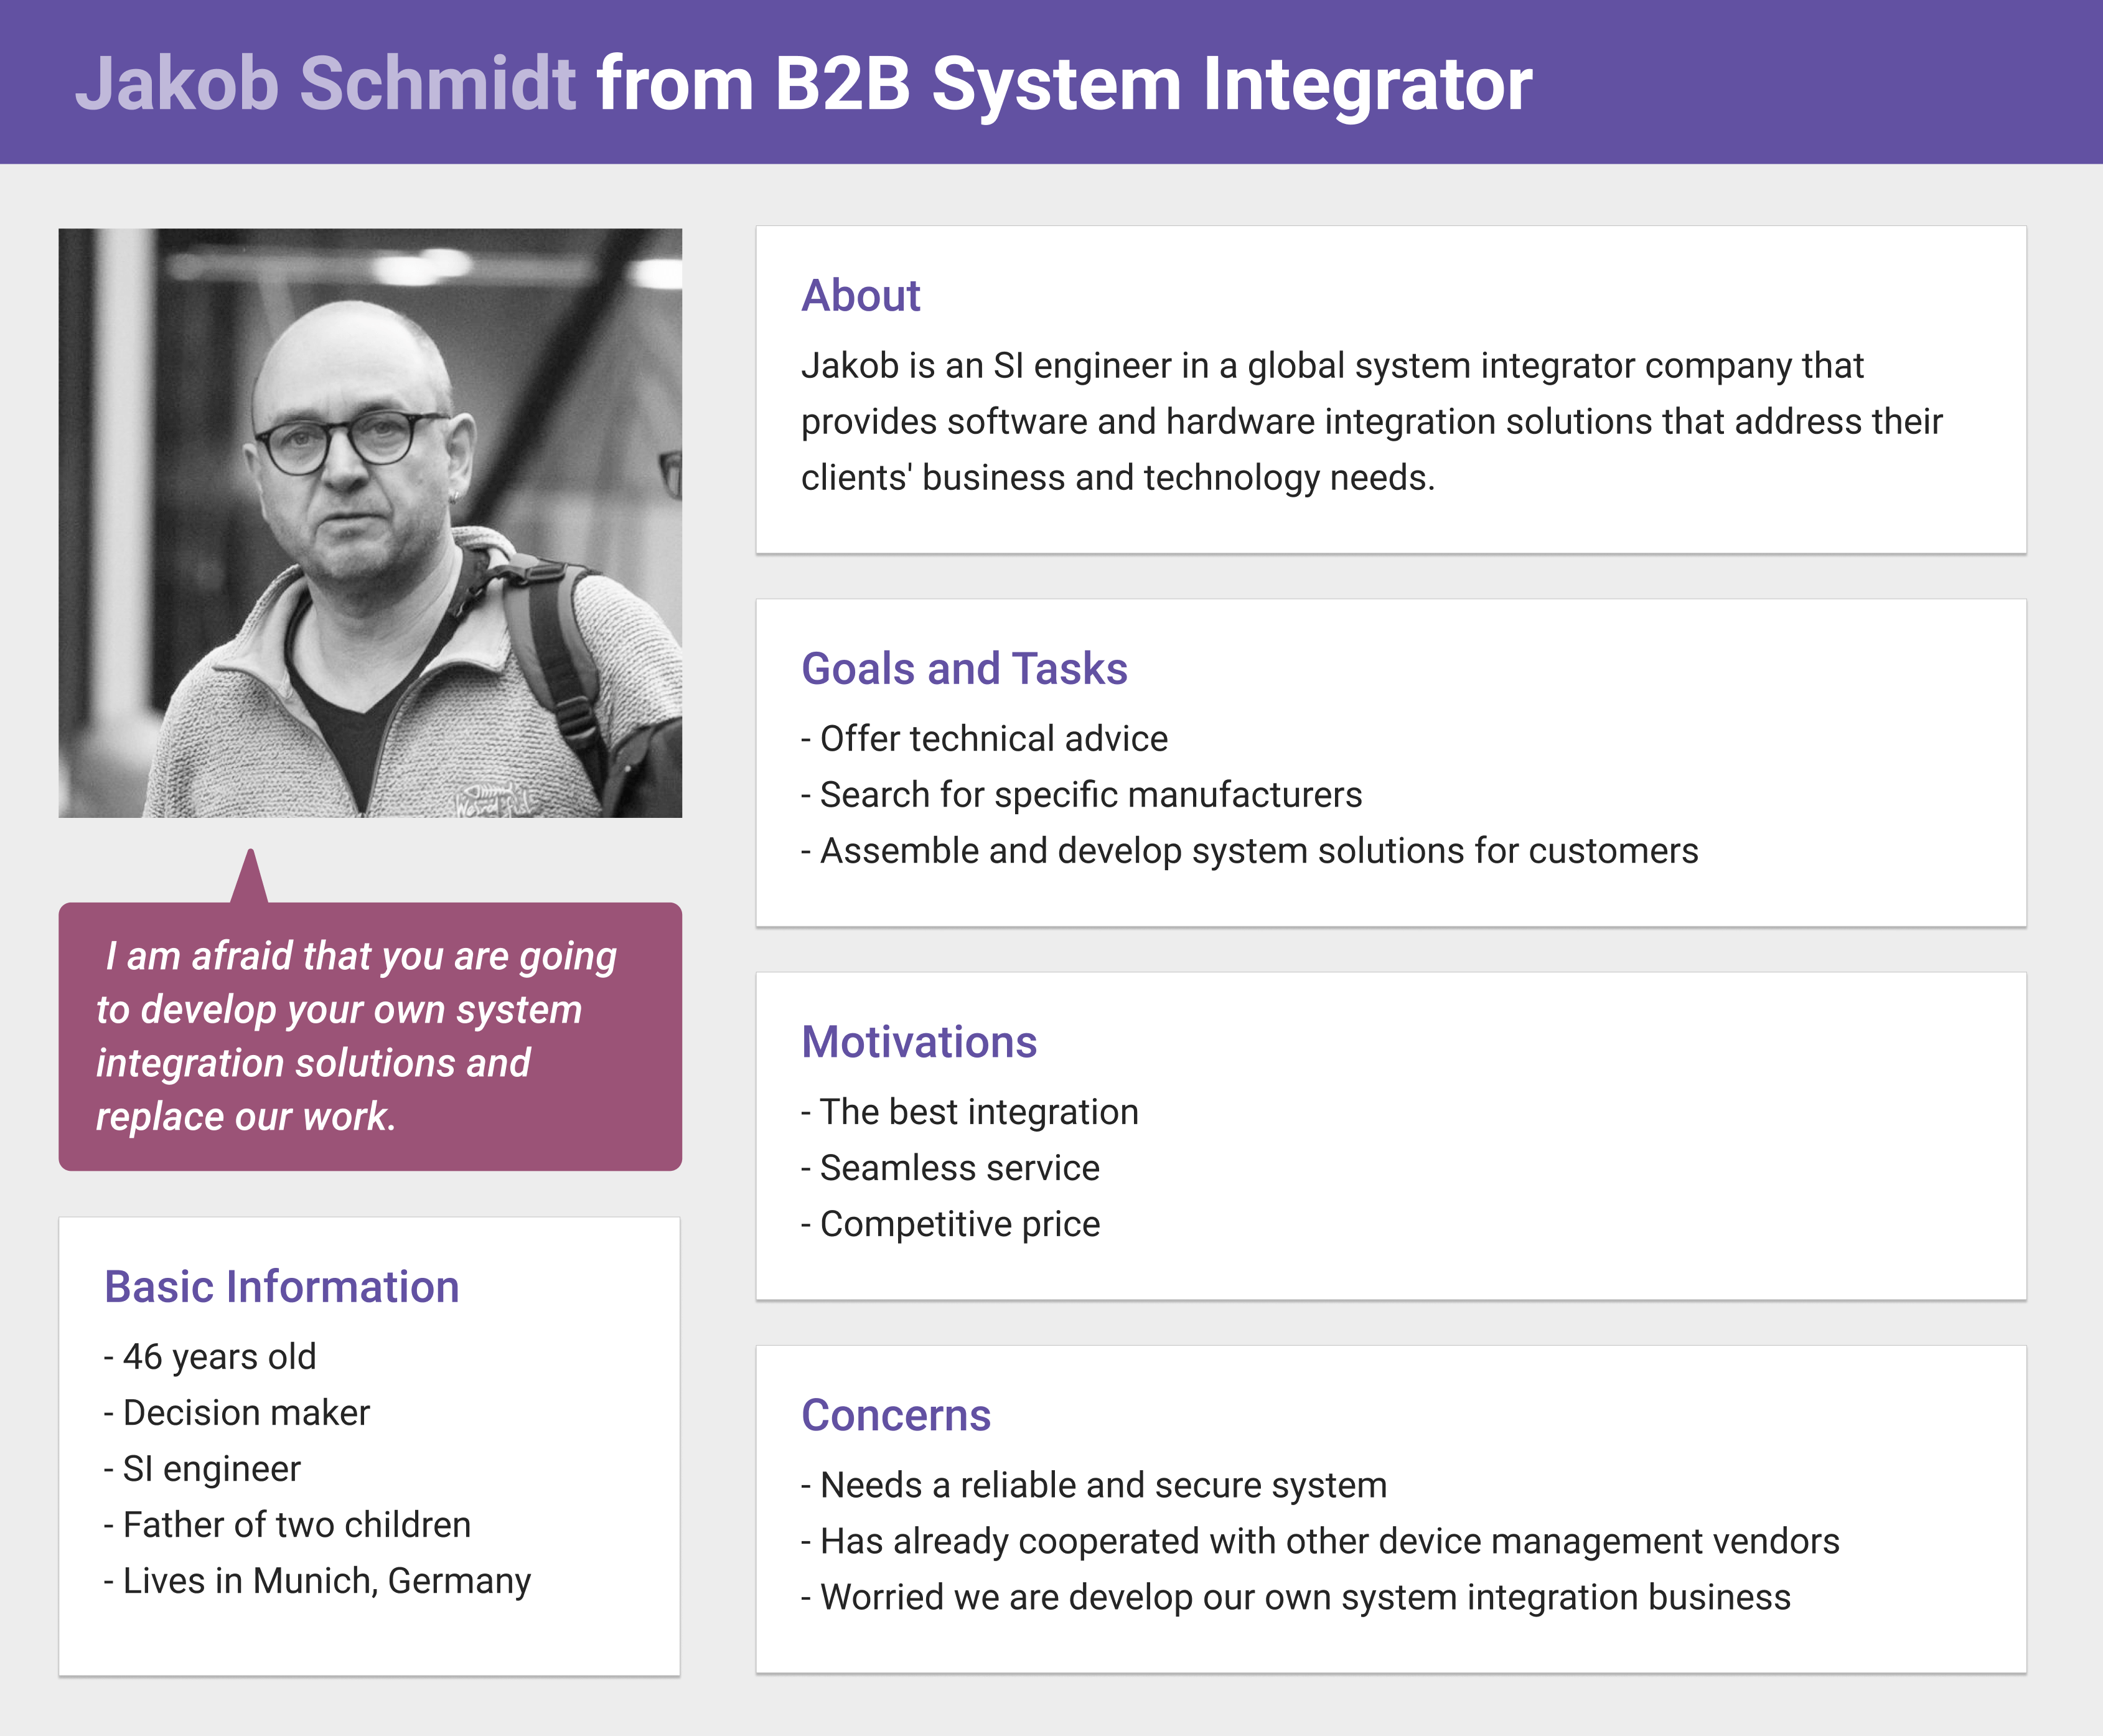 Jakob Schmidt from B2B System Integrator
I am afraid that you are going
to develop your own system
integration solutions and
replace our work.
Basic Information
- 46 years old
- Decision maker
- SI engineer
- Father of two children
- Lives in Munich, Germany
About
Jakob is an SI engineer in a global system integrator company that
provides software and hardware integration solutions that address their
clients' business and technology needs.
Goals and Tasks
- Offer technical advice
- Search for specific manufacturers
- Assemble and develop system solutions for customers
Motivations
- The best integration
- Seamless service
- Competitive price
Concerns
- Needs a reliable and secure system
- Has already cooperated with other device management vendors
- Worried we are develop our own system integration business